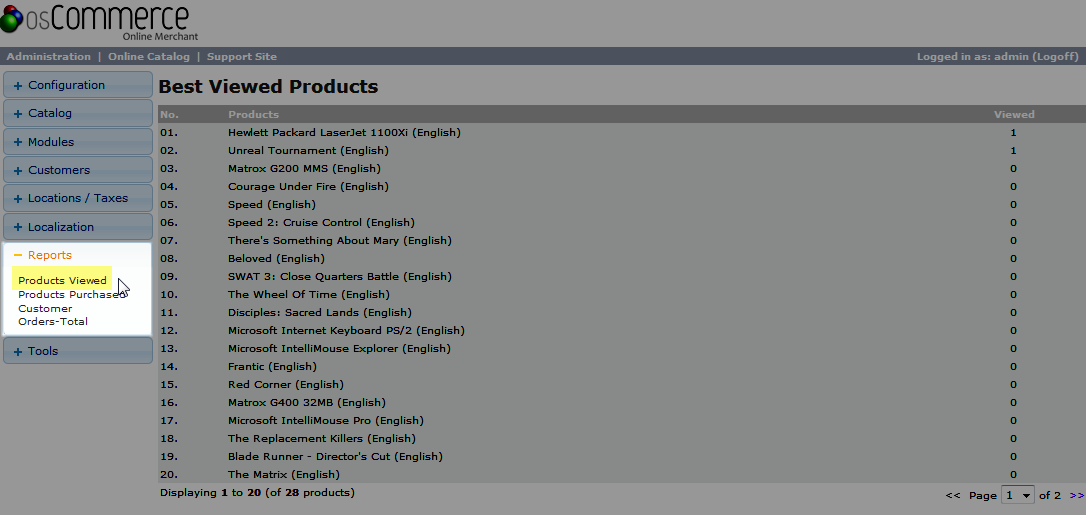 osCommerce
Online Merchant
Administration | Online Catalog | Support Site
Logged in as: admin (Logoff)
+ Configuration
+ Catalog
+ Modules
+ Customers
+ Locations / Taxes
+ Localization
− Reports
Products Viewed
Products Purchased
Customer
Orders-Total
+ Tools
Best Viewed Products
No. Products Viewed
01. Hewlett Packard LaserJet 1100Xi (English) 1
02. Unreal Tournament (English) 1
03. Matrox G200 MMS (English) 0
04. Courage Under Fire (English) 0
05. Speed (English) 0
06. Speed 2: Cruise Control (English) 0
07. There's Something About Mary (English) 0
08. Beloved (English) 0
09. SWAT 3: Close Quarters Battle (English) 0
10. The Wheel Of Time (English) 0
11. Disciples: Sacred Lands (English) 0
12. Microsoft Internet Keyboard PS/2 (English) 0
13. Microsoft IntelliMouse Explorer (English) 0
14. Frantic (English) 0
15. Red Corner (English) 0
16. Matrox G400 32MB (English) 0
17. Microsoft IntelliMouse Pro (English) 0
18. The Replacement Killers (English) 0
19. Blade Runner - Director's Cut (English) 0
20. The Matrix (English) 0
Displaying 1 to 20 (of 28 products)
<< Page 1 of 2 >>